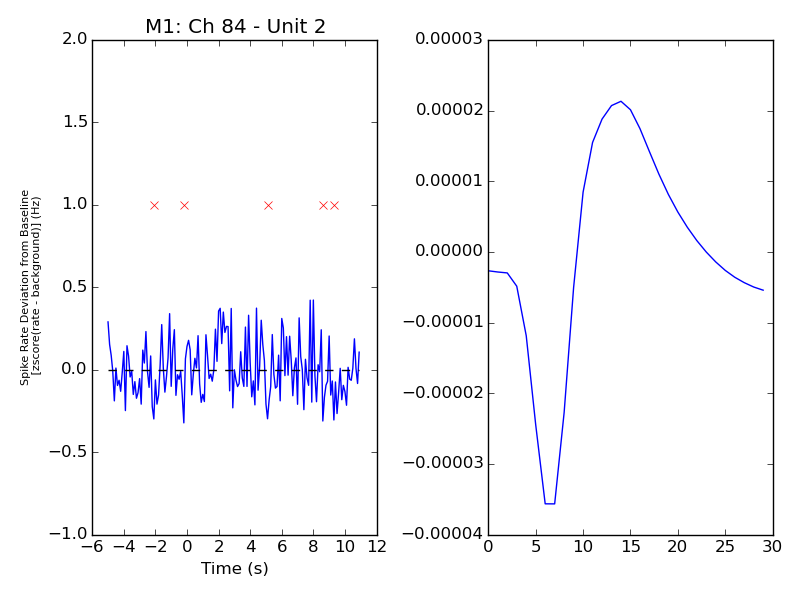 M1: Ch 84 - Unit 2
Spike Rate Deviation from Baseline
[zscore(rate - background)] (Hz)
2.0
1.5
1.0
0.5
0.0
−0.5
−1.0
−6 −4 −2 0 2 4 6 8 10 12
Time (s)
0.00003
0.00002
0.00001
0.00000
−0.00001
−0.00002
−0.00003
−0.00004
0 5 10 15 20 25 30